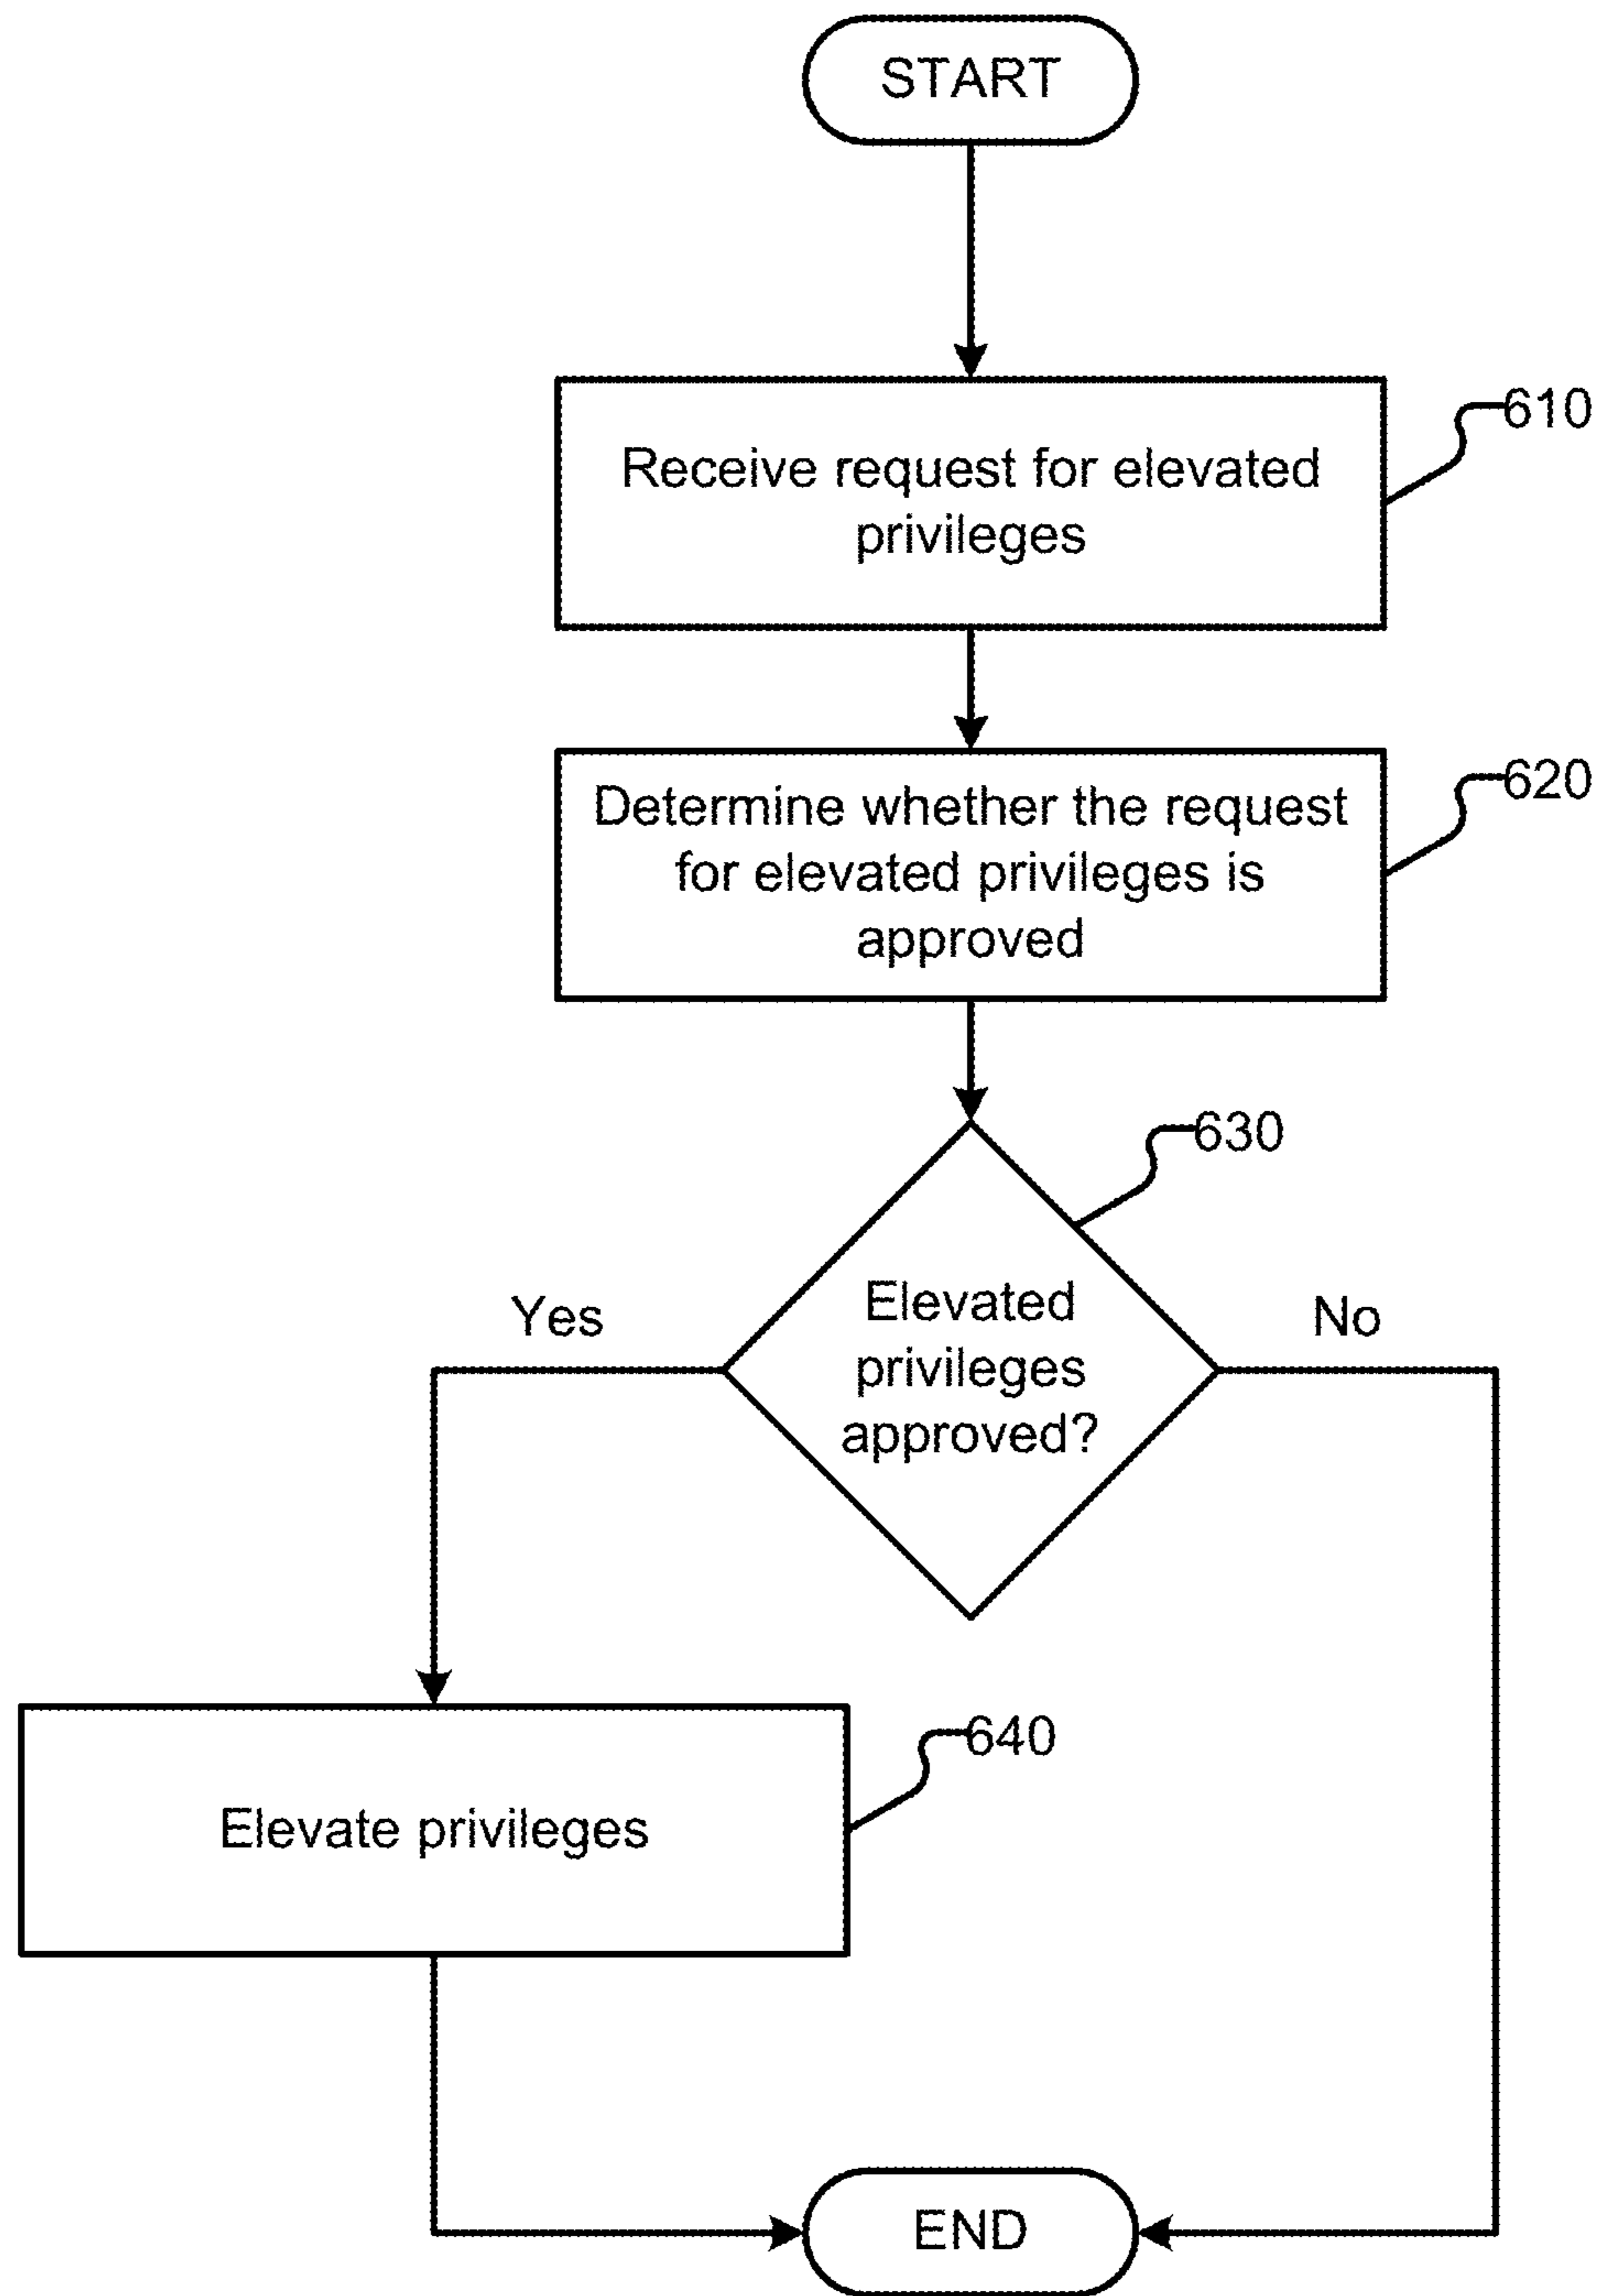 START
Receive request for elevated
privileges
610
Determine whether the request
for elevated privileges is
approved
620
630
Elevated
privileges
approved?
Yes
No
Elevate privileges
640
END